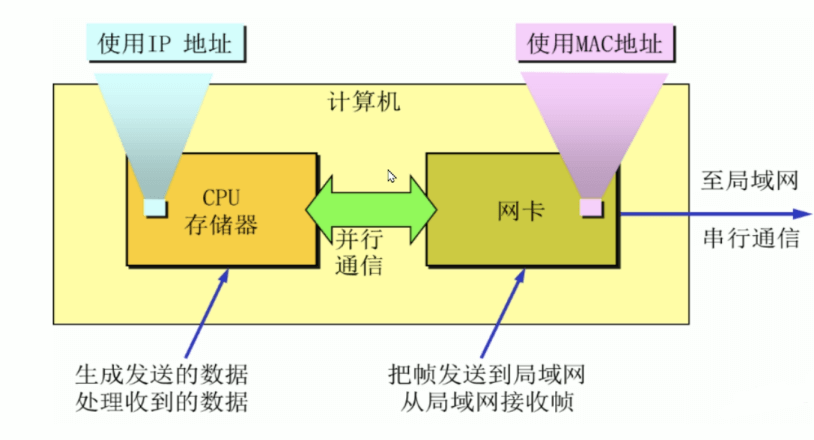 使用IP 地址
使用MAC地址
计算机
CPU
存储器
并行
通信
网卡
至局域网
串行通信
生成发送的数据
处理收到的数据
把帧发送到局域网
从局域网接收帧